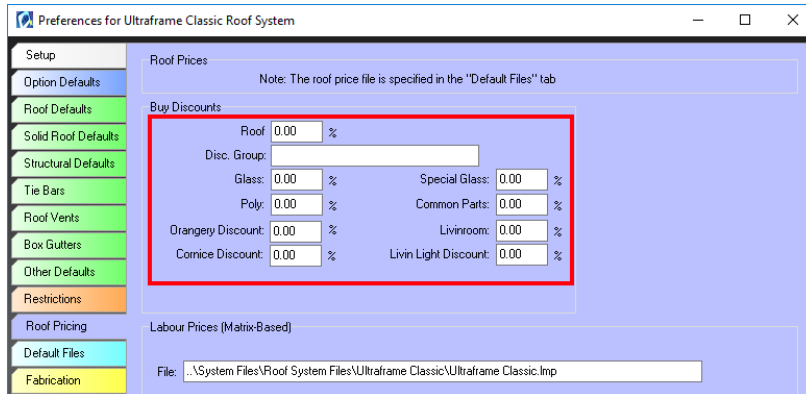 Preferences for Ultraframe Classic Roof System
Setup
Option Defaults
Roof Defaults
Solid Roof Defaults
Structural Defaults
Tie Bars
Roof Vents
Box Gutters
Other Defaults
Restrictions
Roof Pricing
Default Files
Fabrication
Roof Prices
Note: The roof price file is specified in the "Default Files" tab
Buy Discounts
Roof 0.00 %
Disc. Group:
Glass: 0.00 % Special Glass: 0.00 %
Poly: 0.00 % Common Parts: 0.00 %
Orangery Discount: 0.00 % Livinroom: 0.00 %
Cornice Discount: 0.00 % Livin Light Discount: 0.00 %
Labour Prices (Matrix-Based)
File: ..\System Files\Roof System Files\Ultraframe Classic\Ultraframe Classic.lmp